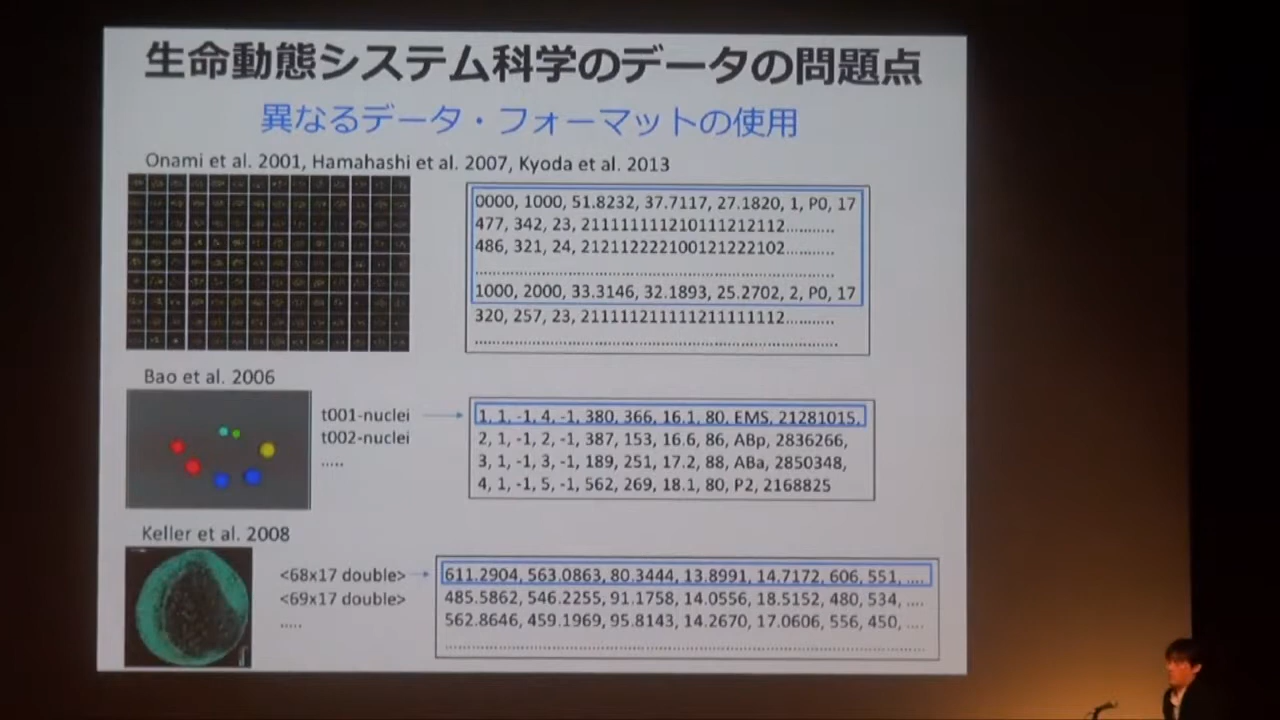 生命動態システム科学のデータの問題点
異なるデータ・フォーマットの使用
Onami et al. 2001, Hamahashi et al. 2007, Kyoda et al. 2013
0000, 1000, 51.8232, 37.7117, 27.1820, 1, P0, 17
477, 342, 23, 2111111111210111212112...........
486, 321, 24, 2121122222100121222102...........
................................................................................
1000, 2000, 33.3146, 32.1893, 25.2702, 2, P0, 17
320, 257, 23, 2111112111111211111112...........
................................................................................
Bao et al. 2006
t001-nuclei
t002-nuclei
.....
1, 1, -1, 4, -1, 380, 366, 16.1, 80, EMS, 21281015,
2, 1, -1, 2, -1, 387, 153, 16.6, 86, ABp, 2836266,
3, 1, -1, 3, -1, 189, 251, 17.2, 88, ABa, 2850348,
4, 1, -1, 5, -1, 562, 269, 18.1, 80, P2, 2168825
Keller et al. 2008
<68x17 double>
<69x17 double>
.....
611.2904, 563.0863, 80.3444, 13.8991, 14.7172, 606, 551, ....
485.5862, 546.2255, 91.1758, 14.0556, 18.5152, 480, 534, ....
562.8646, 459.1969, 95.8143, 14.2670, 17.0606, 556, 450, ....
................................................................................